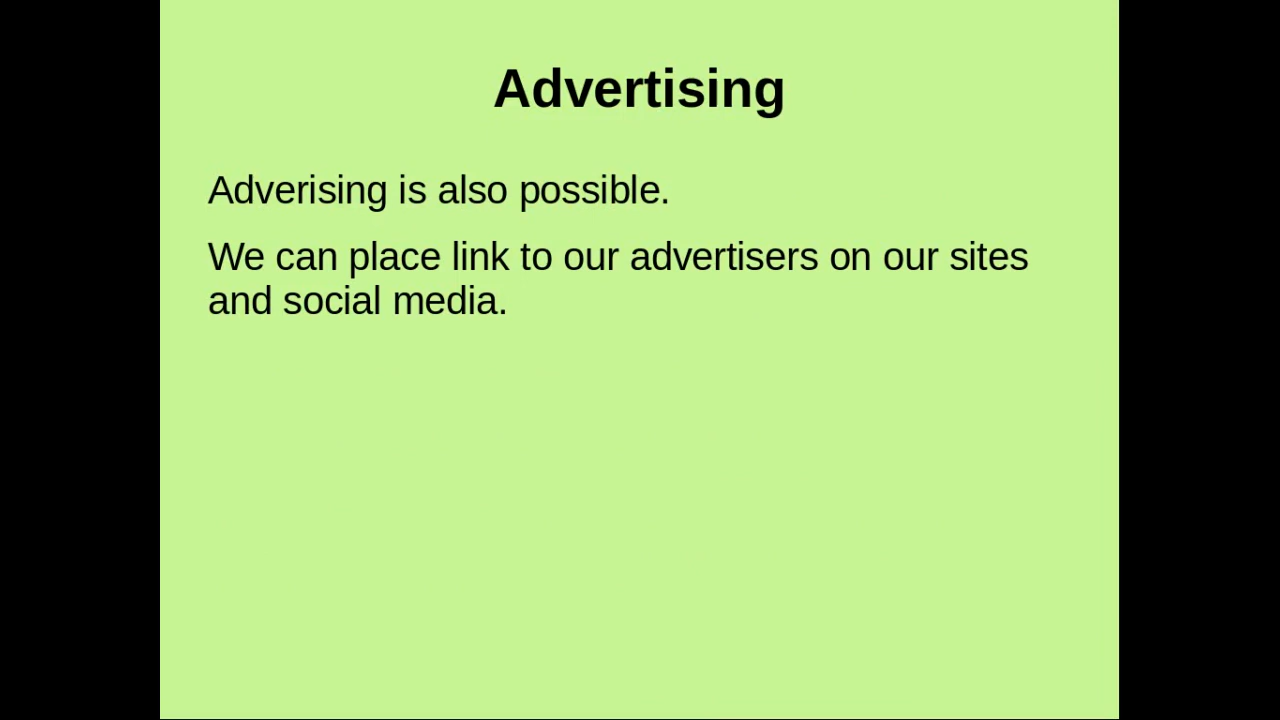 Advertising
Adverising is also possible.
We can place link to our advertisers on our sites
and social media.